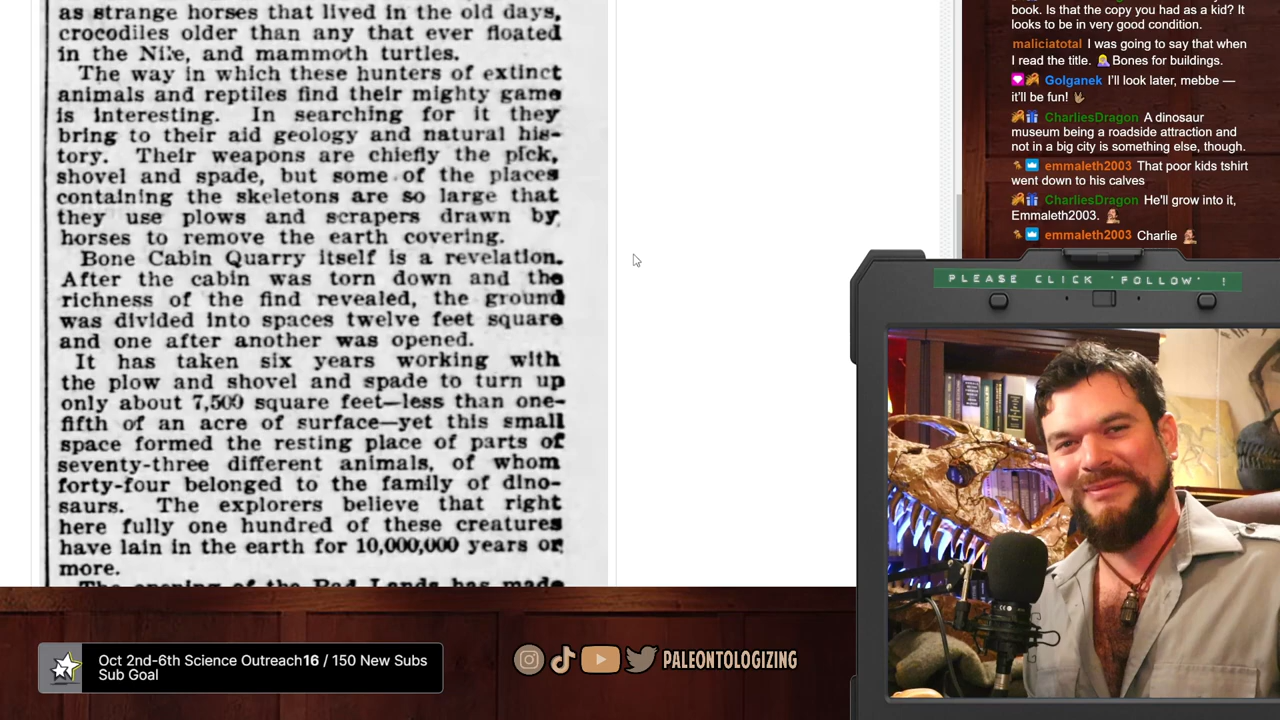 as strange horses that lived in the old days,
crocodiles older than any that ever floated
in the Nile, and mammoth turtles.
The way in which these hunters of extinct
animals and reptiles find their mighty game
is interesting. In searching for it they
bring to their aid geology and natural his-
tory. Their weapons are chiefly the pick,
shovel and spade, but some of the places
containing the skeletons are so large that
they use plows and scrapers drawn by
horses to remove the earth covering.
Bone Cabin Quarry itself is a revelation.
After the cabin was torn down and the
richness of the find revealed, the ground
was divided into spaces twelve feet square
and one after another was opened.
It has taken six years working with
the plow and shovel and spade to turn up
only about 7,500 square feet—less than one-
fifth of an acre of surface—yet this small
space formed the resting place of parts of
seventy-three different animals, of whom
forty-four belonged to the family of dino-
saurs. The explorers believe that right
here fully one hundred of these creatures
have lain in the earth for 10,000,000 years or
more.
The opening of the Bad Lands has made
book. Is that the copy you had as a kid? It
looks to be in very good condition.
maliciatotal I was going to say that when
I read the title. Bones for buildings.
Golganek I'll look later, mebbe —
it'll be fun!
CharliesDragon A dinosaur
museum being a roadside attraction and
not in a big city is something else, though.
emmaleth2003 That poor kids tshirt
went down to his calves
CharliesDragon He'll grow into it,
Emmaleth2003.
emmaleth2003 Charlie
PLEASE CLICK 'FOLLOW' !
Oct 2nd-6th Science Outreach16 / 150 New Subs
Sub Goal
PALEONTOLOGIZING